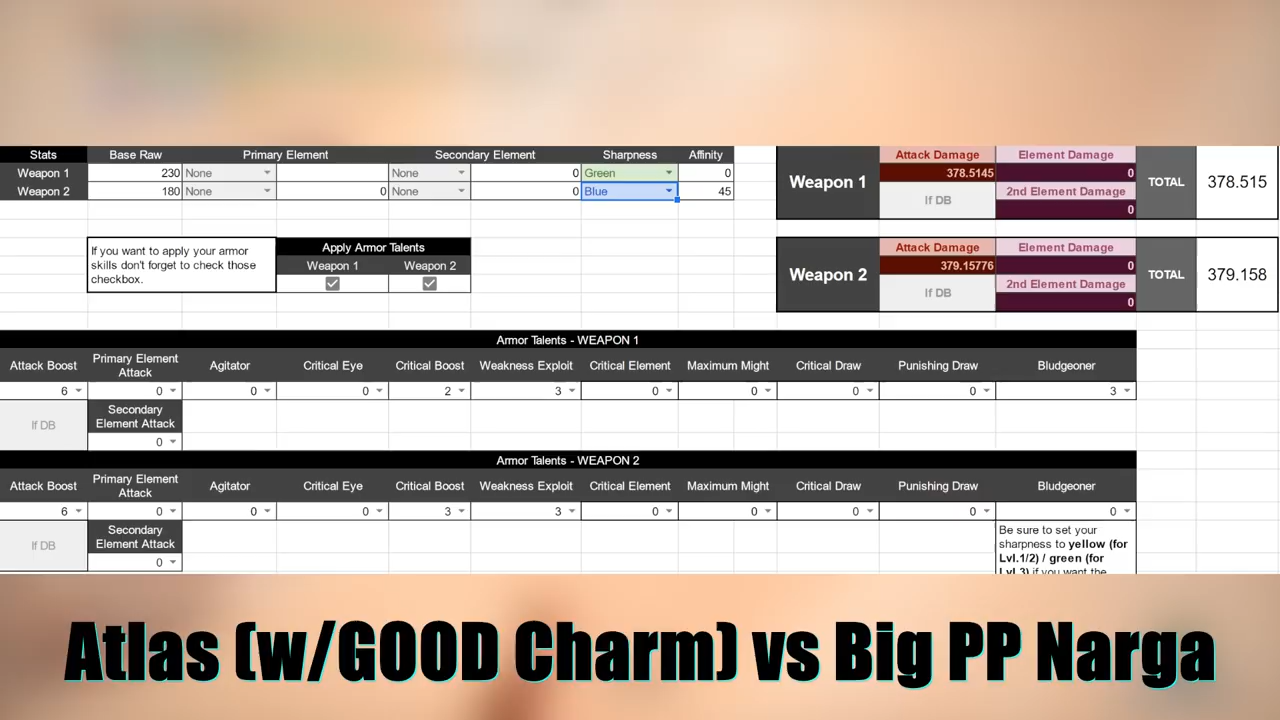 Stats Base Raw Primary Element Secondary Element Sharpness Affinity
Weapon 1 230 None None 0 Green 0
Weapon 2 180 None 0 None 0 Blue 45
Weapon 1 Attack Damage Element Damage TOTAL 378.515
378.5145 0
If DB 2nd Element Damage
0
If you want to apply your armor
skills don't forget to check those
checkbox.
Apply Armor Talents
Weapon 1 Weapon 2
Weapon 2 Attack Damage Element Damage TOTAL 379.158
379.15776 0
If DB 2nd Element Damage
0
Armor Talents - WEAPON 1
Attack Boost Primary Element Attack Agitator Critical Eye Critical Boost Weakness Exploit Critical Element Maximum Might Critical Draw Punishing Draw Bludgeoner
6 0 0 0 2 3 0 0 0 0 3
If DB Secondary
Element Attack
0
Armor Talents - WEAPON 2
Attack Boost Primary Element Attack Agitator Critical Eye Critical Boost Weakness Exploit Critical Element Maximum Might Critical Draw Punishing Draw Bludgeoner
6 0 0 0 3 3 0 0 0 0 0
If DB Secondary
Element Attack
0
Be sure to set your
sharpness to yellow (for
Lvl.1/2) / green (for
Lvl.3) if you want the
Atlas (w/GOOD Charm) vs Big PP Narga